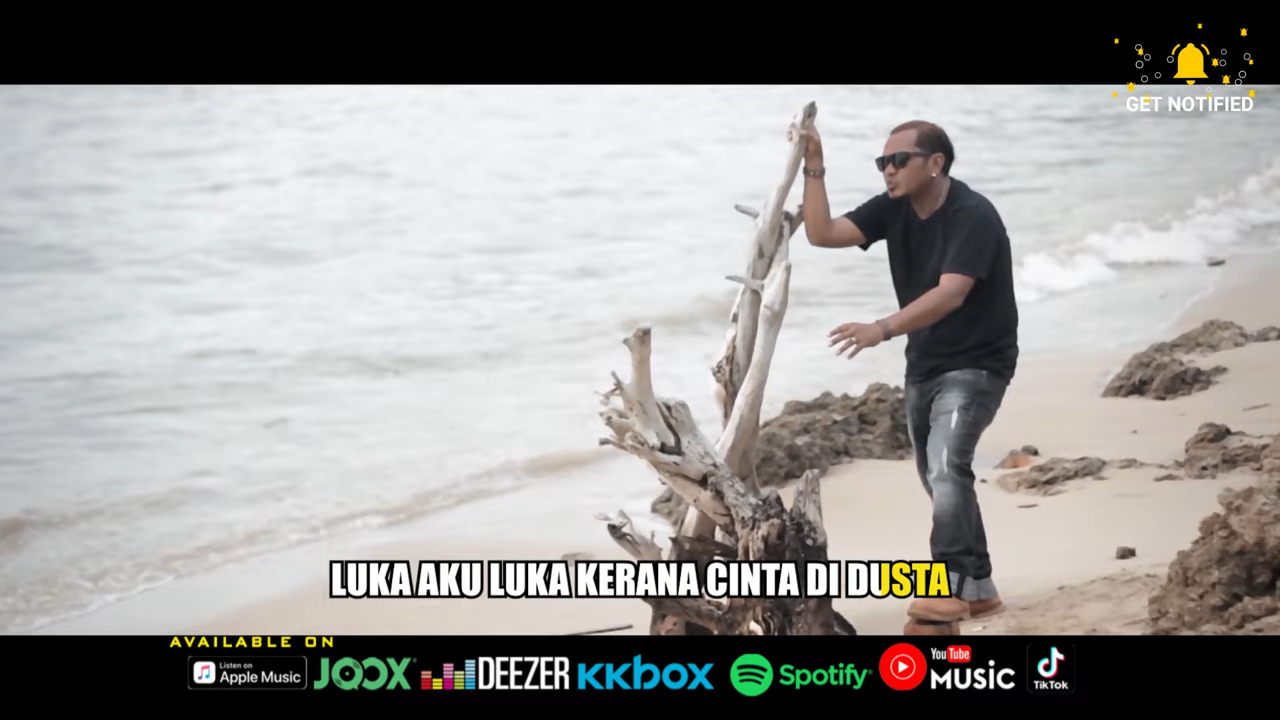 GET NOTIFIED
LUKA AKU LUKA KERANA CINTA DI DUSTA
AVAILABLE ON
Listen on Apple Music
JOOX
DEEZER
KKBOX
Spotify
YouTube MUSIC
TikTok